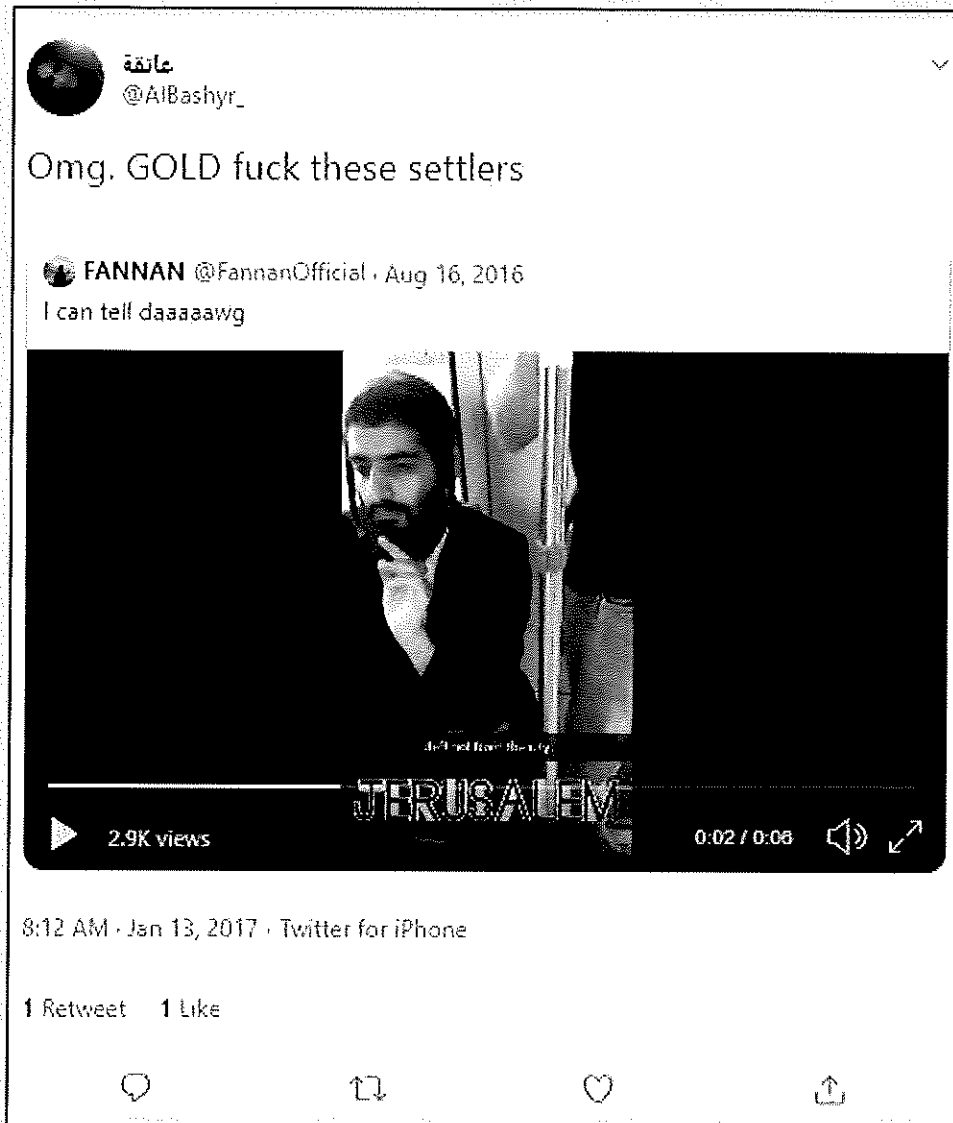 عاتقة
@AlBashyr_
Omg. GOLD fuck these settlers
FANNAN @FannanOfficial · Aug 16, 2016
I can tell daaaaawg
JERUSALEM
2.9K views
0:02 / 0:06
8:12 AM · Jan 13, 2017 · Twitter for iPhone
1 Retweet 1 Like